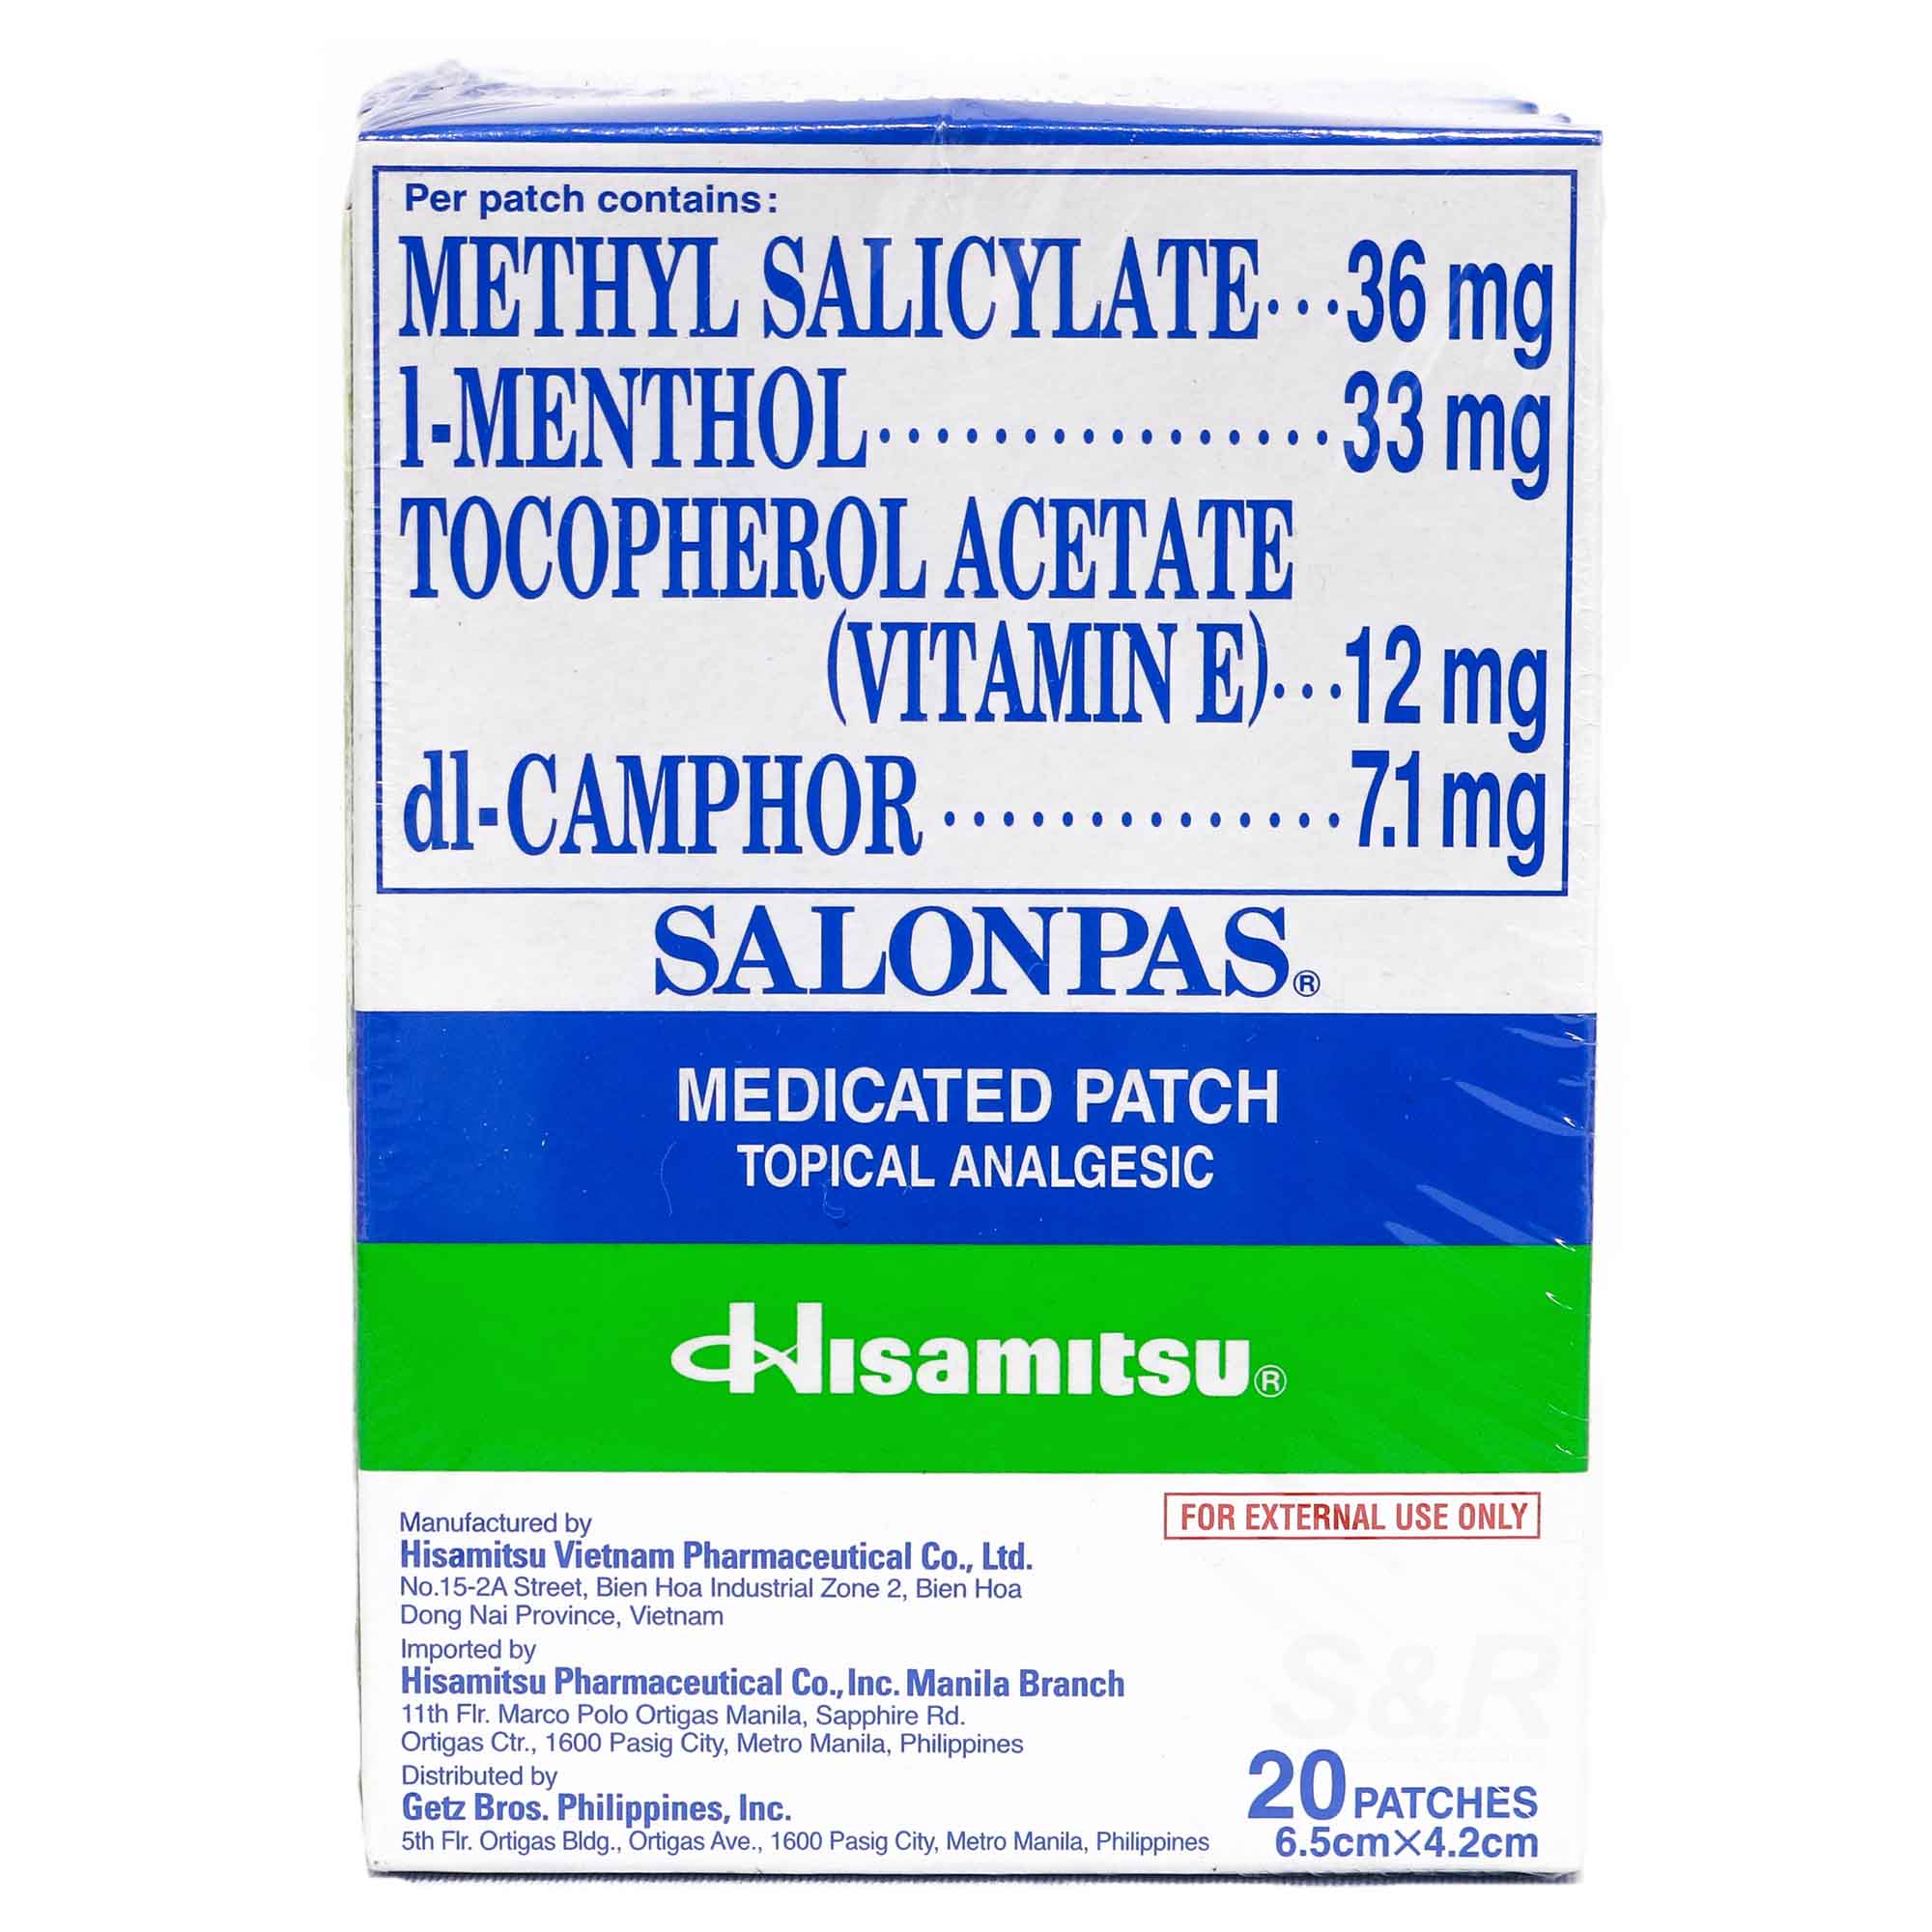 Per patch contains:
METHYL SALICYLATE···36 mg
l-MENTHOL················33 mg
TOCOPHEROL ACETATE
(VITAMIN E)···12 mg
dl-CAMPHOR··············7.1 mg
SALONPAS®
MEDICATED PATCH
TOPICAL ANALGESIC
HISAMITSU®
FOR EXTERNAL USE ONLY
Manufactured by
Hisamitsu Vietnam Pharmaceutical Co., Ltd.
No.15-2A Street, Bien Hoa Industrial Zone 2, Bien Hoa
Dong Nai Province, Vietnam
Imported by
Hisamitsu Pharmaceutical Co., Inc. Manila Branch
11th Flr. Marco Polo Ortigas Manila, Sapphire Rd.
Ortigas Ctr., 1600 Pasig City, Metro Manila, Philippines
Distributed by
Getz Bros. Philippines, Inc.
5th Flr. Ortigas Bldg., Ortigas Ave., 1600 Pasig City, Metro Manila, Philippines
S&R
20 PATCHES
6.5cm×4.2cm